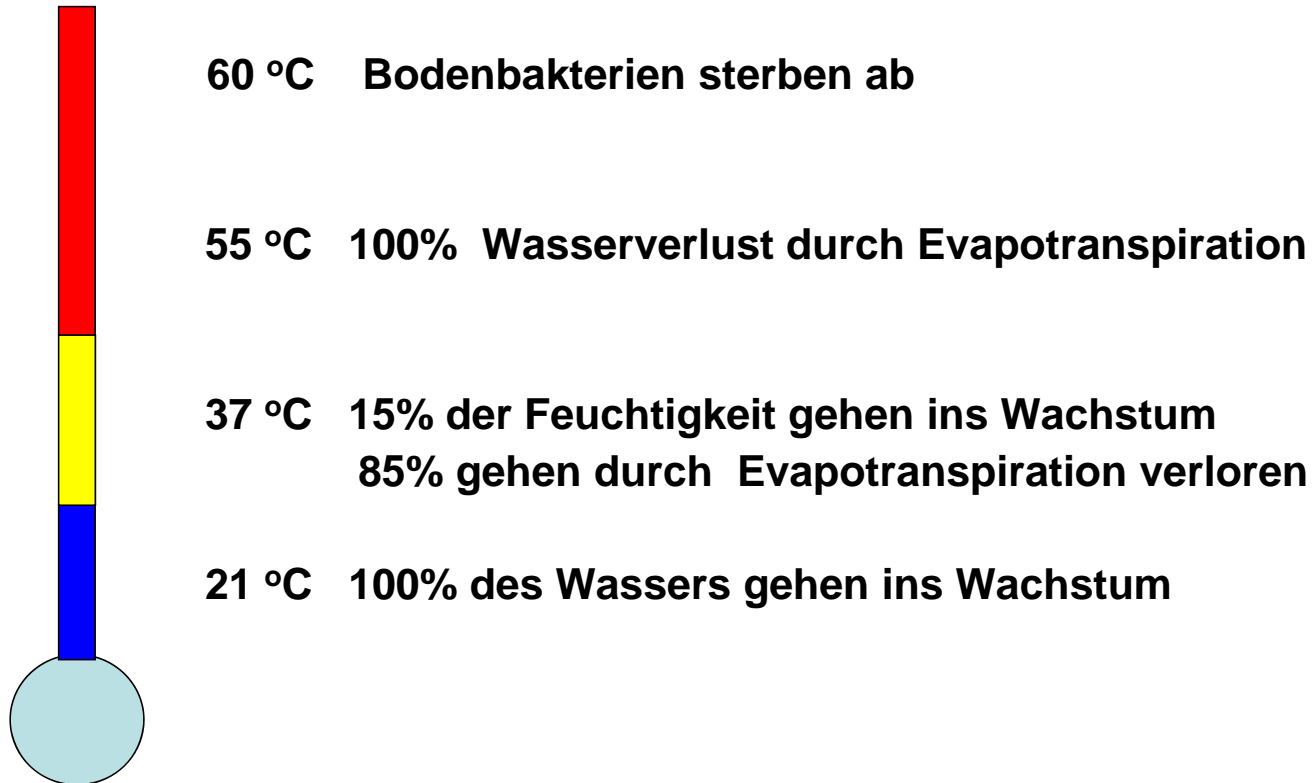 60 °C Bodenbakterien sterben ab
55 °C 100% Wasserverlust durch Evapotranspiration
37 °C 15% der Feuchtigkeit gehen ins Wachstum
85% gehen durch Evapotranspiration verloren
21 °C 100% des Wassers gehen ins Wachstum